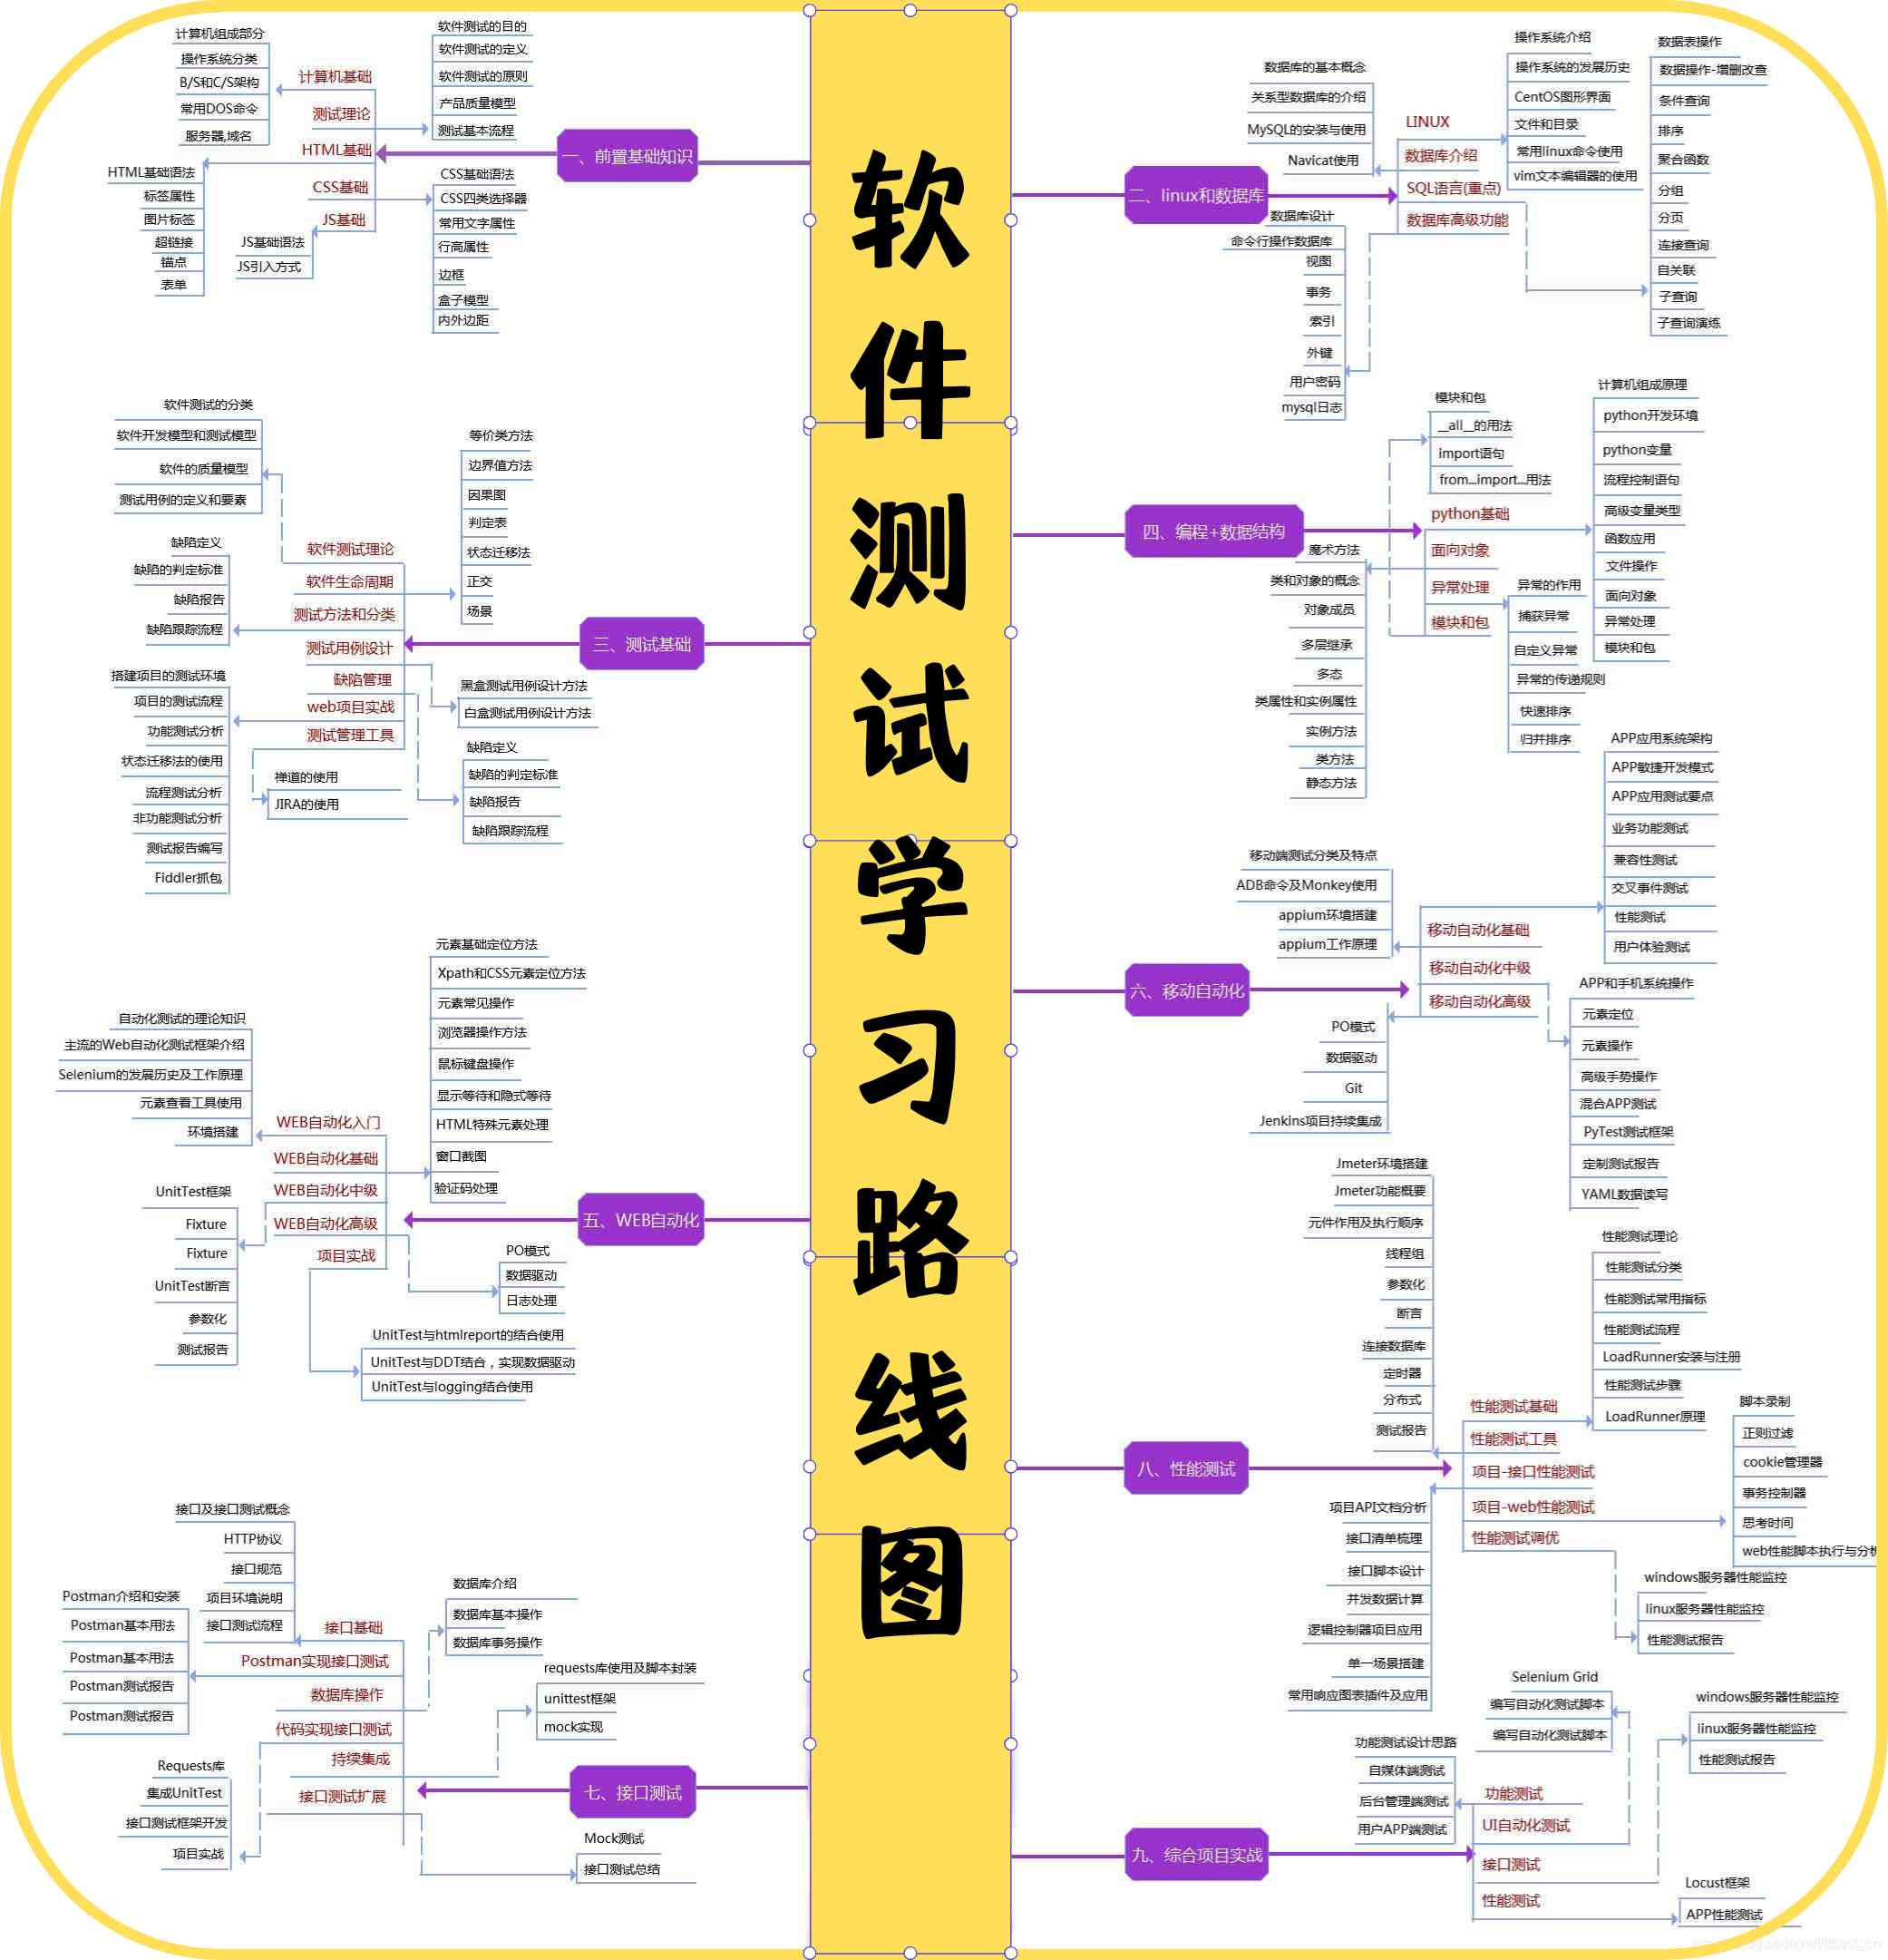 软件测试学习路线图
一、前置基础知识
计算机基础
测试理论
HTML基础
CSS基础
JS基础
计算机组成部分
操作系统分类
B/S和C/S架构
常用DOS命令
服务器,域名
软件测试的目的
软件测试的定义
软件测试的原则
产品质量模型
测试基本流程
HTML基础语法
标签属性
图片标签
超链接
锚点
表单
CSS基础语法
CSS四类选择器
常用文字属性
行高属性
边框
盒子模型
内外边距
JS基础语法
JS引入方式
二、linux和数据库
LINUX
数据库介绍
SQL语言(重点)
数据库高级功能
数据库的基本概念
关系型数据库的介绍
MySQL的安装与使用
Navicat使用
操作系统介绍
操作系统的发展历史
CentOS图形界面
文件和目录
常用linux命令使用
vim文本编辑器的使用
数据表操作
数据操作-增删改查
条件查询
排序
聚合函数
分组
分页
连接查询
自关联
子查询
子查询演练
数据库设计
命令行操作数据库
视图
事务
索引
外键
用户密码
mysql日志
三、测试基础
软件测试理论
软件生命周期
测试方法和分类
测试用例设计
缺陷管理
web项目实战
测试管理工具
软件测试的分类
软件开发模型和测试模型
软件的质量模型
测试用例的定义和要素
等价类方法
边界值方法
因果图
判定表
状态迁移法
正交
场景
缺陷定义
缺陷的判定标准
缺陷报告
缺陷跟踪流程
搭建项目的测试环境
项目的测试流程
功能测试分析
状态迁移法的使用
流程测试分析
非功能测试分析
测试报告编写
Fiddler抓包
黑盒测试用例设计方法
白盒测试用例设计方法
缺陷定义
缺陷的判定标准
缺陷报告
缺陷跟踪流程
禅道的使用
JIRA的使用
四、编程+数据结构
python基础
面向对象
异常处理
模块和包
模块和包
__all__的用法
import语句
from...import...用法
计算机组成原理
python开发环境
python变量
流程控制语句
高级变量类型
函数应用
文件操作
面向对象
异常处理
模块和包
魔术方法
类和对象的概念
对象成员
多层继承
多态
类属性和实例属性
实例方法
类方法
静态方法
异常的作用
捕获异常
自定义异常
异常的传递规则
快速排序
归并排序
五、WEB自动化
WEB自动化入门
WEB自动化基础
WEB自动化中级
WEB自动化高级
项目实战
自动化测试的理论知识
主流的Web自动化测试框架介绍
Selenium的发展历史及工作原理
元素查看工具使用
环境搭建
元素基础定位方法
Xpath和CSS元素定位方法
元素常见操作
浏览器操作方法
鼠标键盘操作
显示等待和隐式等待
HTML特殊元素处理
窗口截图
验证码处理
UnitTest框架
Fixture
Fixture
UnitTest断言
参数化
测试报告
PO模式
数据驱动
日志处理
UnitTest与htmlreport的结合使用
UnitTest与DDT结合，实现数据驱动
UnitTest与logging结合使用
六、移动自动化
移动自动化基础
移动自动化中级
移动自动化高级
移动端测试分类及特点
ADB命令及Monkey使用
appium环境搭建
appium工作原理
APP应用系统架构
APP敏捷开发模式
APP应用测试要点
业务功能测试
兼容性测试
交叉事件测试
性能测试
用户体验测试
APP和手机系统操作
元素定位
元素操作
高级手势操作
混合APP测试
PyTest测试框架
定制测试报告
YAML数据读写
PO模式
数据驱动
Git
Jenkins项目持续集成
七、接口测试
接口基础
Postman实现接口测试
数据库操作
代码实现接口测试
持续集成
接口测试扩展
接口及接口测试概念
HTTP协议
接口规范
项目环境说明
接口测试流程
Postman介绍和安装
Postman基本用法
Postman基本用法
Postman测试报告
Postman测试报告
数据库介绍
数据库基本操作
数据库事务操作
requests库使用及脚本封装
unittest框架
mock实现
Requests库
集成UnitTest
接口测试框架开发
项目实战
Mock测试
接口测试总结
八、性能测试
性能测试基础
性能测试工具
项目-接口性能测试
项目-web性能测试
性能测试调优
Jmeter环境搭建
Jmeter功能概要
元件作用及执行顺序
线程组
参数化
断言
连接数据库
定时器
分布式
测试报告
性能测试理论
性能测试分类
性能测试常用指标
性能测试流程
LoadRunner安装与注册
性能测试步骤
LoadRunner原理
脚本录制
正则过滤
cookie管理器
事务控制器
思考时间
web性能脚本执行与分析
项目API文档分析
接口清单梳理
接口脚本设计
并发数据计算
逻辑控制器项目应用
单一场景搭建
常用响应图表插件及应用
windows服务器性能监控
linux服务器性能监控
性能测试报告
九、综合项目实战
功能测试
UI自动化测试
接口测试
性能测试
Selenium Grid
编写自动化测试脚本
编写自动化测试脚本
功能测试设计思路
自媒体端测试
后台管理端测试
用户APP端测试
windows服务器性能监控
linux服务器性能监控
性能测试报告
Locust框架
APP性能测试